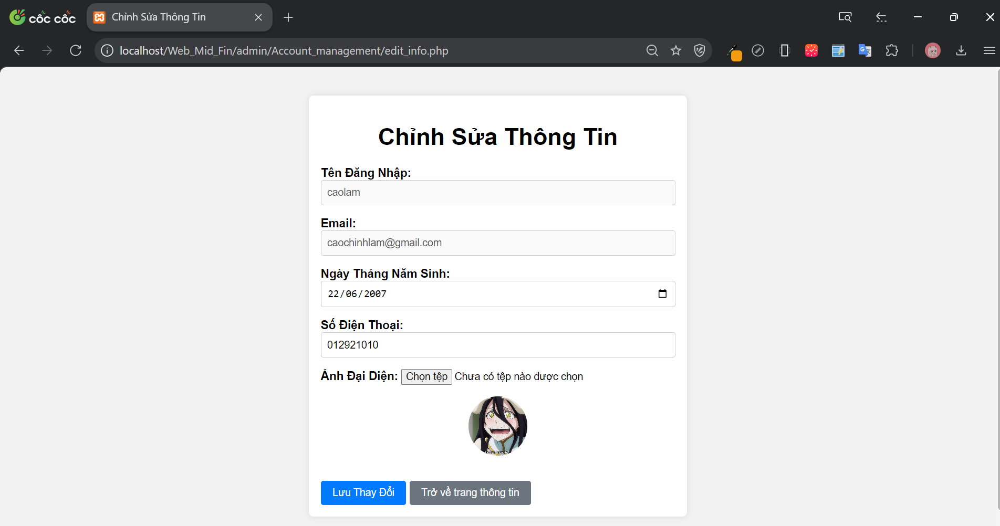 cốc cốc
Chỉnh Sửa Thông Tin
localhost/Web_Mid_Fin/admin/Account_management/edit_info.php
Chỉnh Sửa Thông Tin
Tên Đăng Nhập:
caolam
Email:
caochinhlam@gmail.com
Ngày Tháng Năm Sinh:
22/06/2007
Số Điện Thoại:
012921010
Ảnh Đại Diện: Chọn tệp Chưa có tệp nào được chọn
Lưu Thay Đổi Trở về trang thông tin